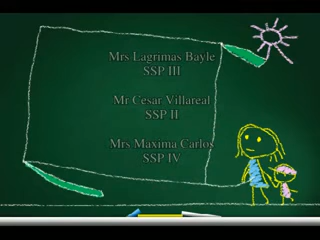 Mrs Lagrimas Bayle
SSP III
Mr Cesar Villareal
SSP II
Mrs Maxima Carlos
SSP IV